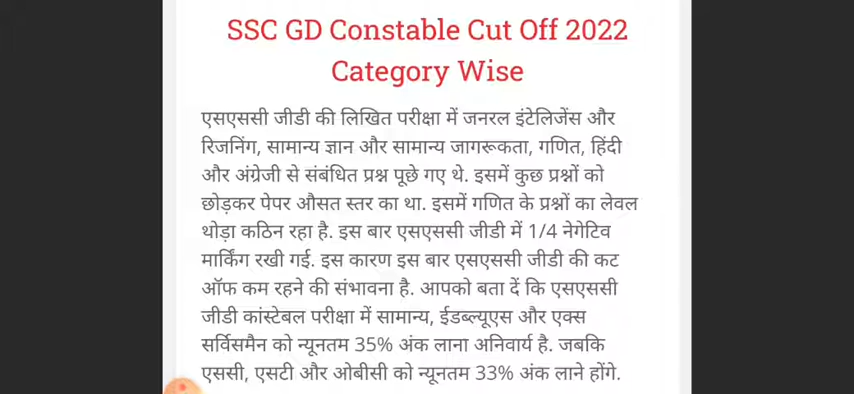 SSC GD Constable Cut Off 2022
Category Wise
एसएससी जीडी की लिखित परीक्षा में जनरल इंटेलिजेंस और
रिजनिंग, सामान्य ज्ञान और सामान्य जागरूकता, गणित, हिंदी
और अंग्रेजी से संबंधित प्रश्न पूछे गए थे. इसमें कुछ प्रश्नों को
छोड़कर पेपर औसत स्तर का था. इसमें गणित के प्रश्नों का लेवल
थोड़ा कठिन रहा है. इस बार एसएससी जीडी में 1/4 नेगेटिव
मार्किंग रखी गई. इस कारण इस बार एसएससी जीडी की कट
ऑफ कम रहने की संभावना है. आपको बता दें कि एसएससी
जीडी कांस्टेबल परीक्षा में सामान्य, ईडब्ल्यूएस और एक्स
सर्विसमैन को न्यूनतम 35% अंक लाना अनिवार्य है. जबकि
एससी, एसटी और ओबीसी को न्यूनतम 33% अंक लाने होंगे.